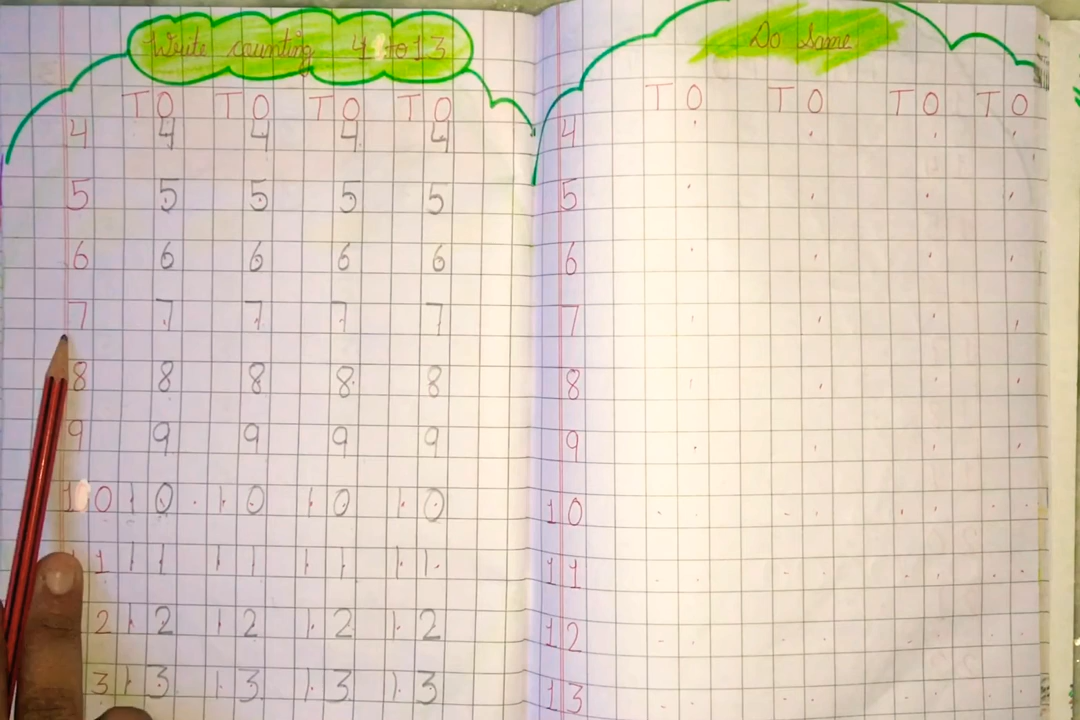 Write counting 4 to 13
T O T O T O T O
4 4 4 4 4
5 5 5 5 5
6 6 6 6 6
7 7 7 7 7
8 8 8 8 8
9 9 9 9 9
10 10 10 10 10
1 11 11 11 11
2 12 12 12 12
3 13 13 13 13
Do Same
T O T O T O T O
4
5
6
7
8
9
10
11
12
13